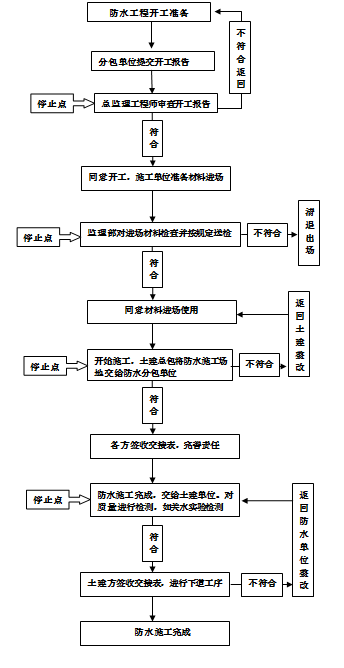 防水工程开工准备
不符合返回
分包单位提交开工报告
停止点
总监理工程师审查开工报告
符合
同意开工，施工单位准备材料进场
清退出场
停止点
监理部对进场材料检查并按规定送检
不符合
符合
同意材料进场使用
返回土建整改
停止点
开始施工，土建总包将防水施工场
地交给防水分包单位
不符合
符合
各方签收交接表，完得责任
停止点
防水施工完成，交给土建单位，对
质量进行检测，如关水实验检测
返回防水单位整改
符合
土建方签收交接表，进行下道工序
不符合
防水施工完成